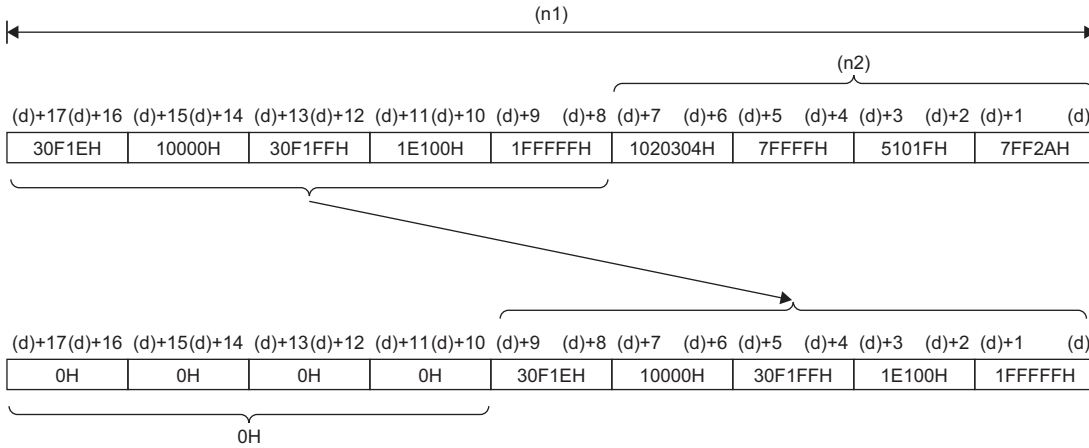 (n1)
(n2)
(d)+17(d)+16 (d)+15(d)+14 (d)+13(d)+12 (d)+11(d)+10 (d)+9 (d)+8 (d)+7 (d)+6 (d)+5 (d)+4 (d)+3 (d)+2 (d)+1 (d)
30F1EH 10000H 30F1FFH 1E100H 1FFFFFH 1020304H 7FFFFH 5101FH 7FF2AH
(d)+17(d)+16 (d)+15(d)+14 (d)+13(d)+12 (d)+11(d)+10 (d)+9 (d)+8 (d)+7 (d)+6 (d)+5 (d)+4 (d)+3 (d)+2 (d)+1 (d)
0H 0H 0H 0H 30F1EH 10000H 30F1FFH 1E100H 1FFFFFH
0H